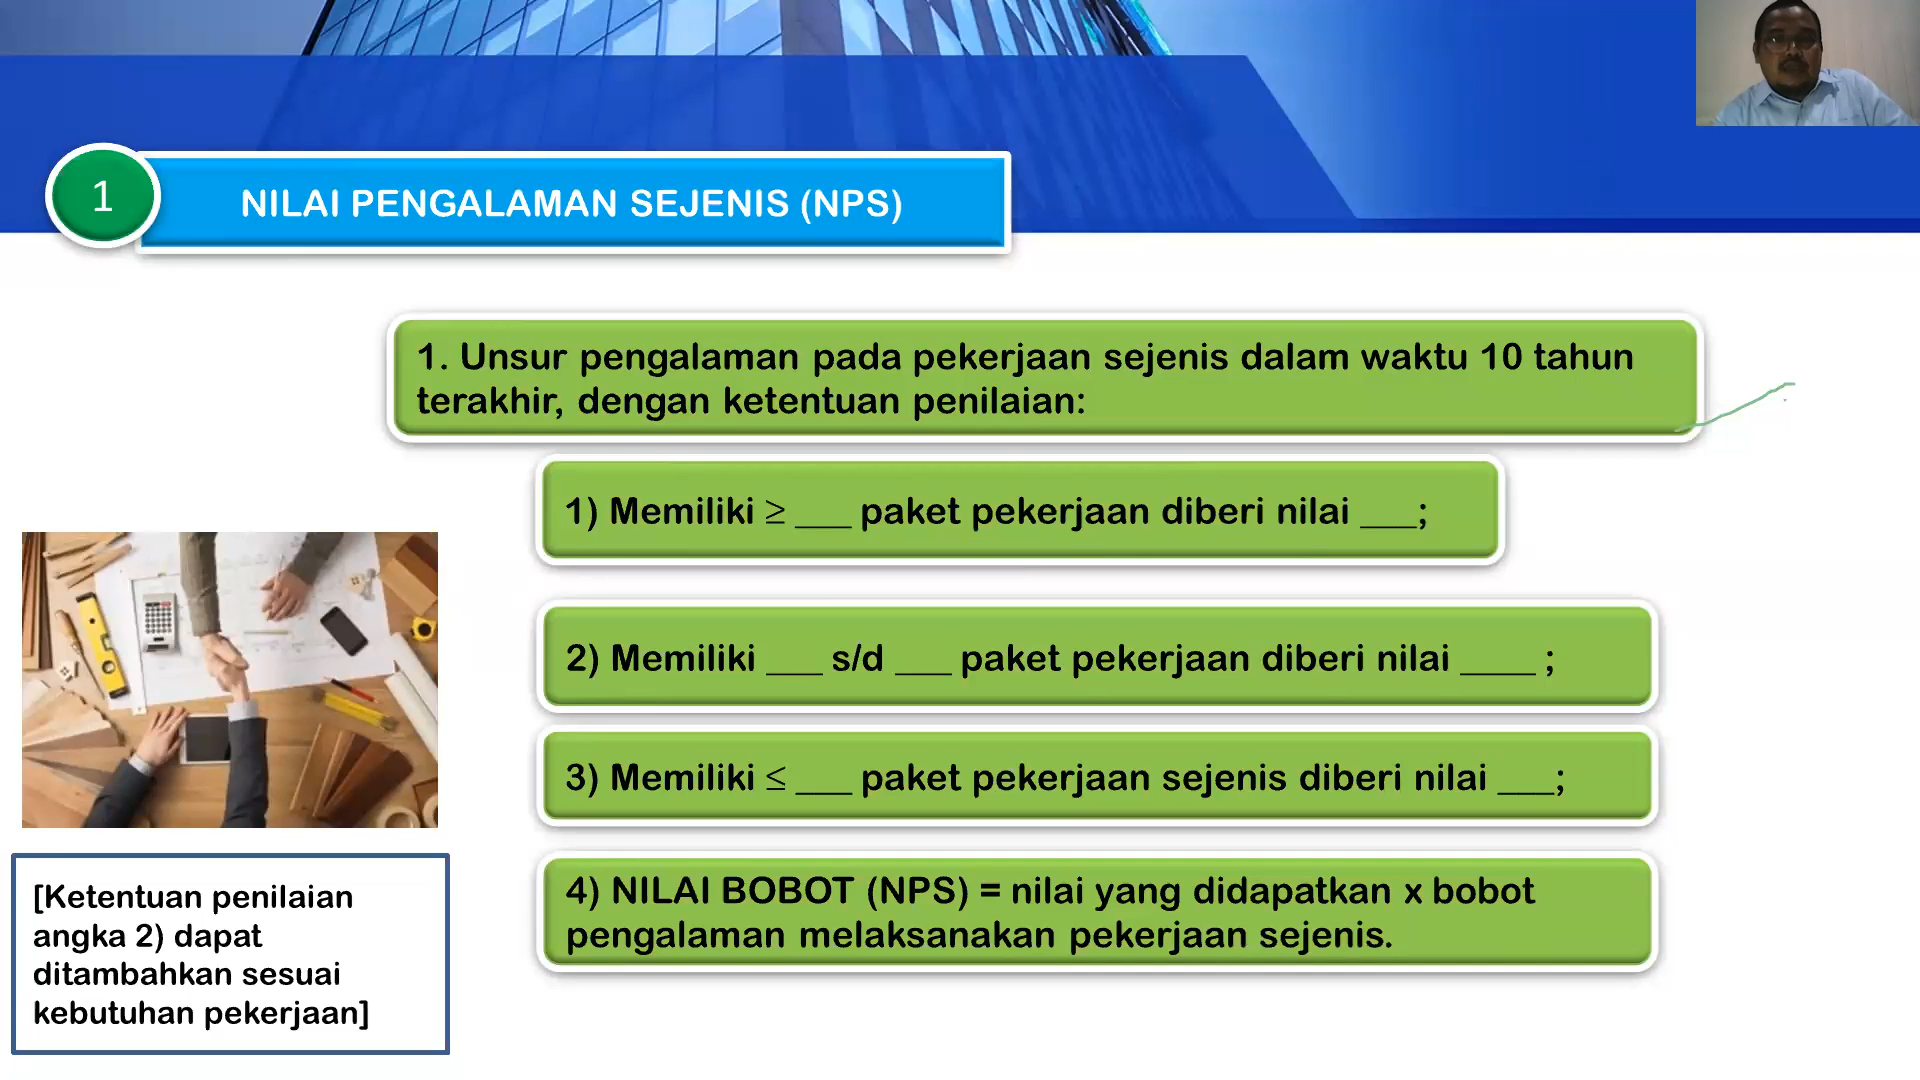 1
NILAI PENGALAMAN SEJENIS (NPS)
1. Unsur pengalaman pada pekerjaan sejenis dalam waktu 10 tahun
terakhir, dengan ketentuan penilaian:
1) Memiliki ≥ ___ paket pekerjaan diberi nilai ___;
2) Memiliki ___ s/d ___ paket pekerjaan diberi nilai ____ ;
3) Memiliki ≤ ___ paket pekerjaan sejenis diberi nilai ___;
4) NILAI BOBOT (NPS) = nilai yang didapatkan x bobot
pengalaman melaksanakan pekerjaan sejenis.
[Ketentuan penilaian
angka 2) dapat
ditambahkan sesuai
kebutuhan pekerjaan]